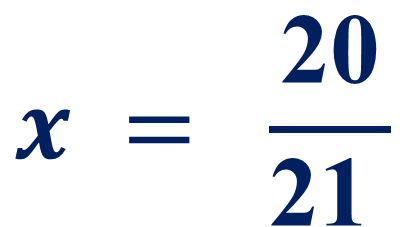 x = 20/21